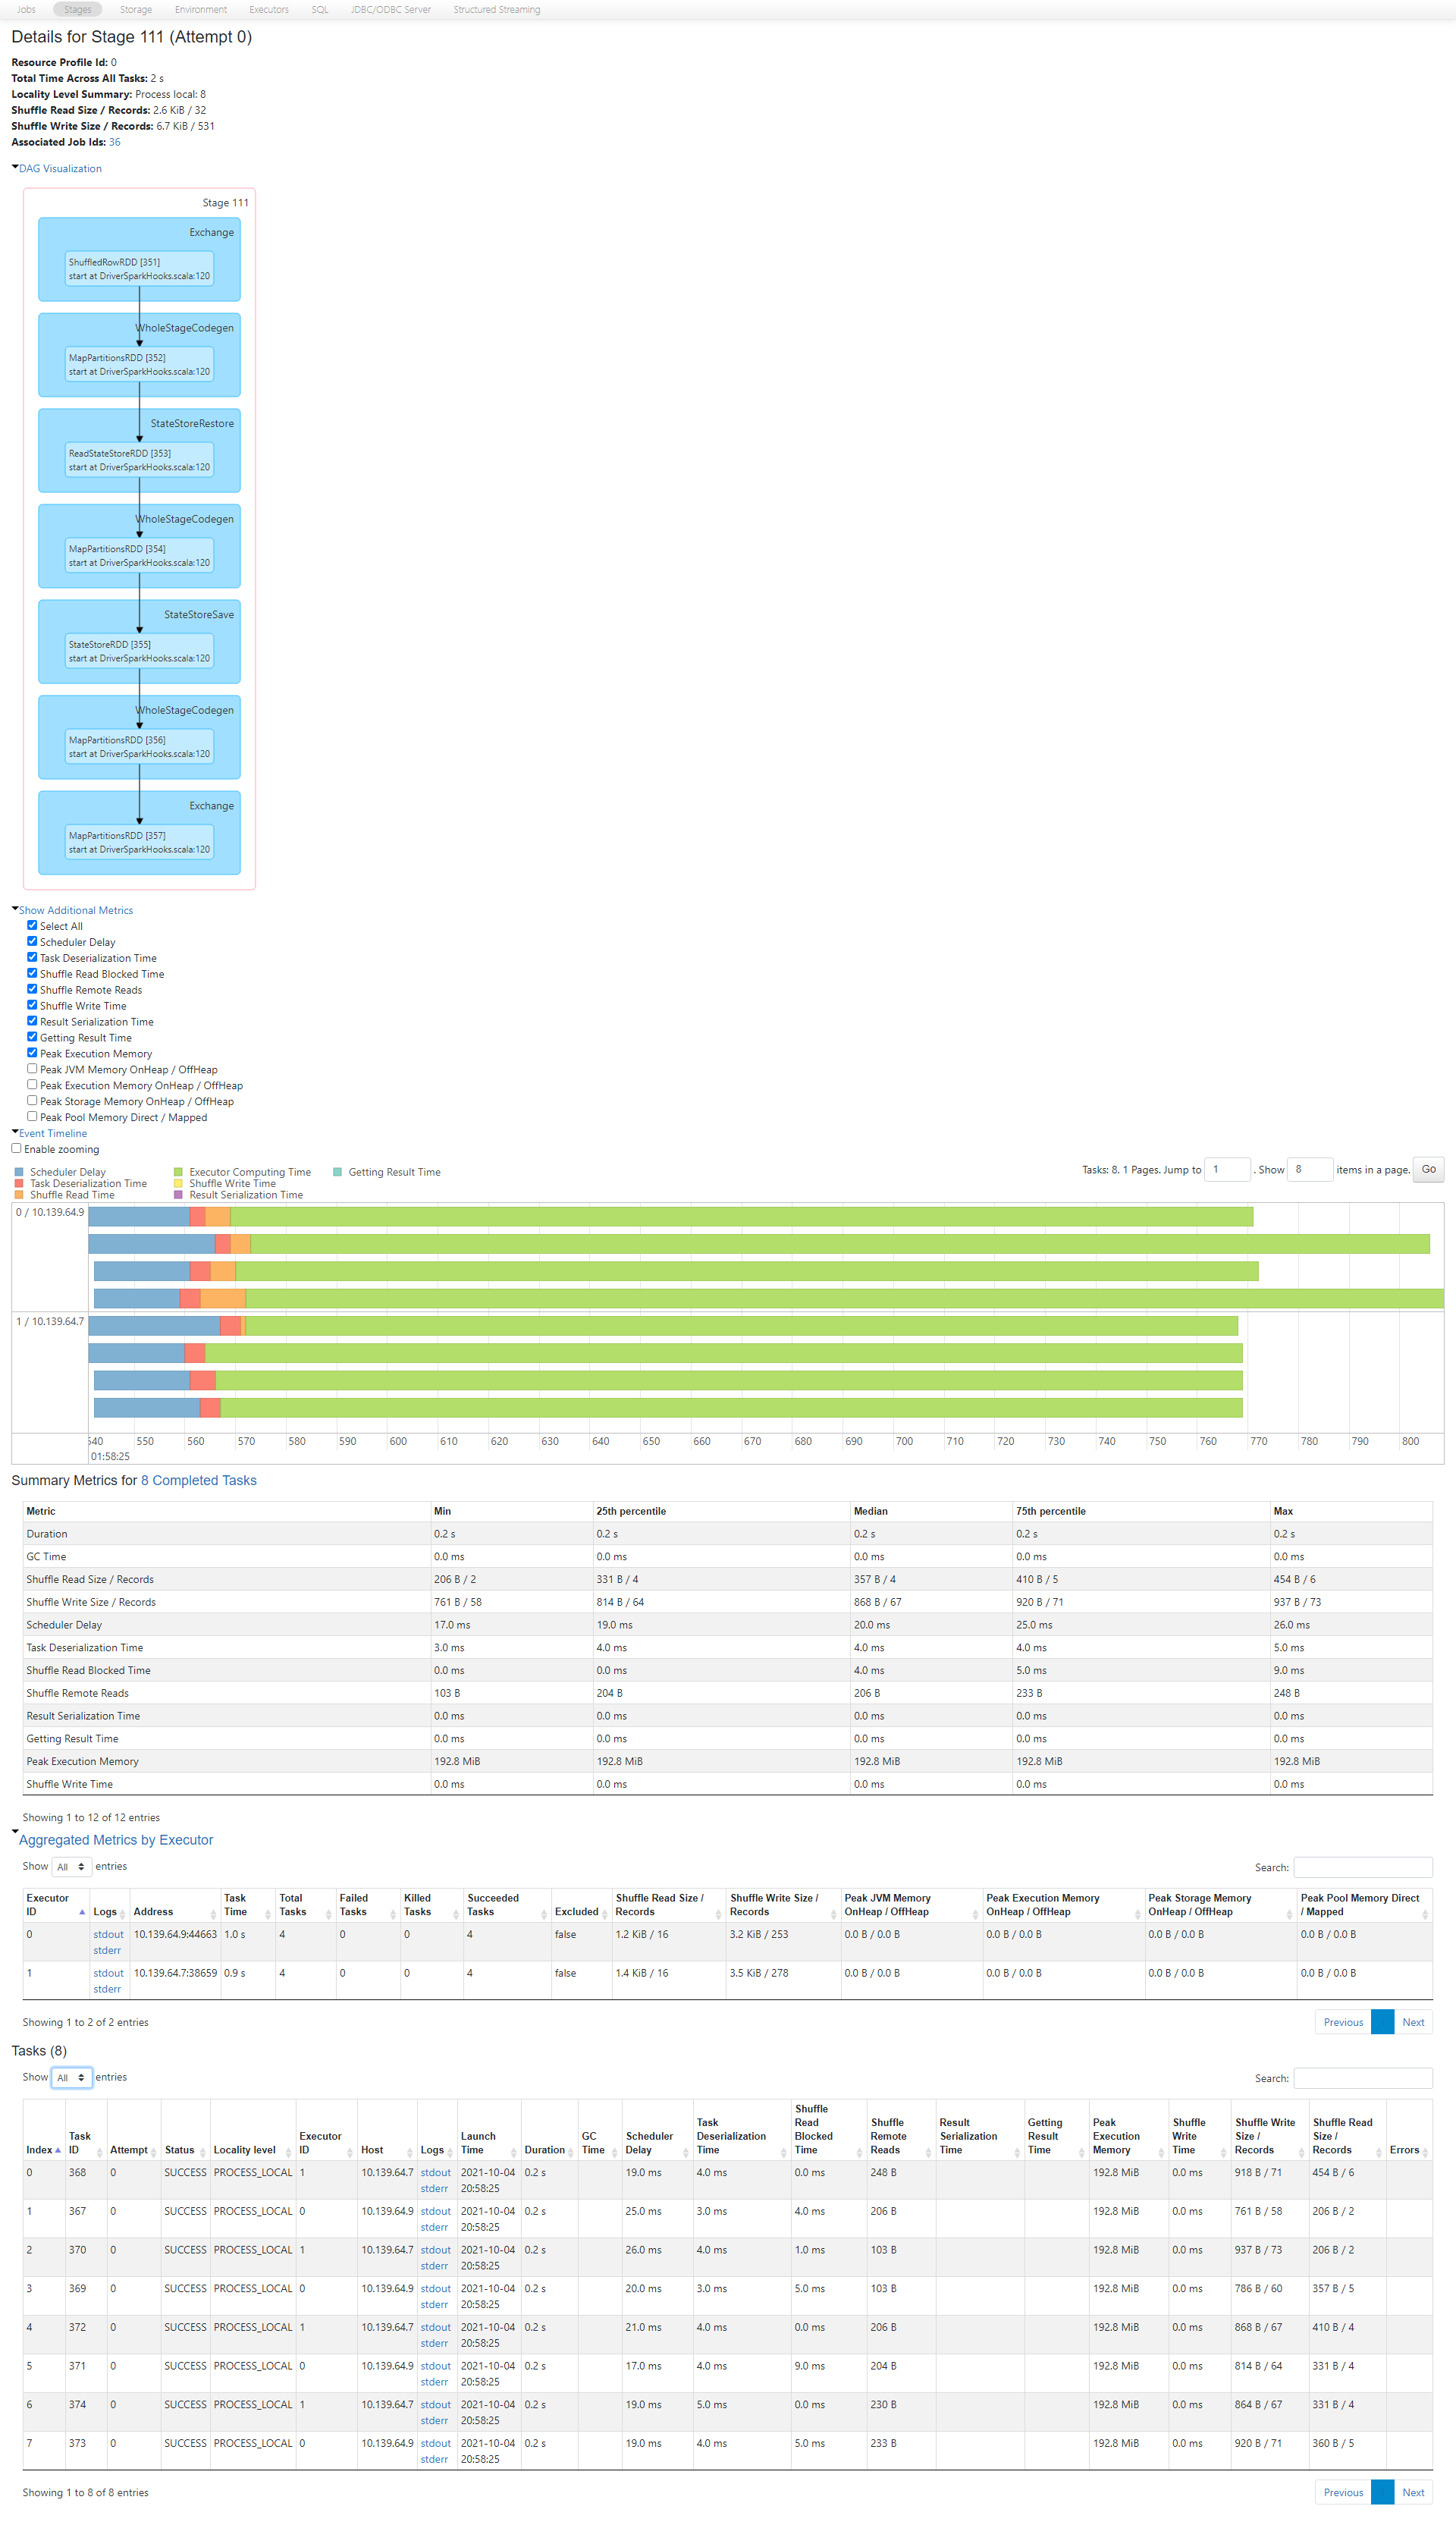 Jobs Stages Storage Environment Executors SQL JDBC/ODBC Server Structured Streaming
Details for Stage 111 (Attempt 0)
Resource Profile Id: 0
Total Time Across All Tasks: 2 s
Locality Level Summary: Process local: 8
Shuffle Read Size / Records: 2.6 KiB / 32
Shuffle Write Size / Records: 6.7 KiB / 531
Associated Job Ids: 36
DAG Visualization
Stage 111
Exchange
ShuffledRowRDD [351]
start at DriverSparkHooks.scala:120
WholeStageCodegen
MapPartitionsRDD [352]
start at DriverSparkHooks.scala:120
StateStoreRestore
ReadStateStoreRDD [353]
start at DriverSparkHooks.scala:120
WholeStageCodegen
MapPartitionsRDD [354]
start at DriverSparkHooks.scala:120
StateStoreSave
StateStoreRDD [355]
start at DriverSparkHooks.scala:120
WholeStageCodegen
MapPartitionsRDD [356]
start at DriverSparkHooks.scala:120
Exchange
MapPartitionsRDD [357]
start at DriverSparkHooks.scala:120
Show Additional Metrics
Select All
Scheduler Delay
Task Deserialization Time
Shuffle Read Blocked Time
Shuffle Remote Reads
Shuffle Write Time
Result Serialization Time
Getting Result Time
Peak Execution Memory
Peak JVM Memory OnHeap / OffHeap
Peak Execution Memory OnHeap / OffHeap
Peak Storage Memory OnHeap / OffHeap
Peak Pool Memory Direct / Mapped
Event Timeline
Enable zooming
Scheduler Delay Executor Computing Time Getting Result Time
Task Deserialization Time Shuffle Write Time
Shuffle Read Time Result Serialization Time
Tasks: 8. 1 Pages. Jump to 1 . Show 8 items in a page. Go
0 / 10.139.64.9
1 / 10.139.64.7
540 550 560 570 580 590 600 610 620 630 640 650 660 670 680 690 700 710 720 730 740 750 760 770 780 790 800
01:58:25
Summary Metrics for 8 Completed Tasks
Metric Min 25th percentile Median 75th percentile Max
Duration 0.2 s 0.2 s 0.2 s 0.2 s 0.2 s
GC Time 0.0 ms 0.0 ms 0.0 ms 0.0 ms 0.0 ms
Shuffle Read Size / Records 206 B / 2 331 B / 4 357 B / 4 410 B / 5 454 B / 6
Shuffle Write Size / Records 761 B / 58 814 B / 64 868 B / 67 920 B / 71 937 B / 73
Scheduler Delay 17.0 ms 19.0 ms 20.0 ms 25.0 ms 26.0 ms
Task Deserialization Time 3.0 ms 4.0 ms 4.0 ms 4.0 ms 5.0 ms
Shuffle Read Blocked Time 0.0 ms 0.0 ms 4.0 ms 5.0 ms 9.0 ms
Shuffle Remote Reads 103 B 204 B 206 B 233 B 248 B
Result Serialization Time 0.0 ms 0.0 ms 0.0 ms 0.0 ms 0.0 ms
Getting Result Time 0.0 ms 0.0 ms 0.0 ms 0.0 ms 0.0 ms
Peak Execution Memory 192.8 MiB 192.8 MiB 192.8 MiB 192.8 MiB 192.8 MiB
Shuffle Write Time 0.0 ms 0.0 ms 0.0 ms 0.0 ms 0.0 ms
Showing 1 to 12 of 12 entries
Aggregated Metrics by Executor
Show All entries Search:
Executor ID Logs Address Task Time Total Tasks Failed Tasks Killed Tasks Succeeded Tasks Excluded Shuffle Read Size / Records Shuffle Write Size / Records Peak JVM Memory OnHeap / OffHeap Peak Execution Memory OnHeap / OffHeap Peak Storage Memory OnHeap / OffHeap Peak Pool Memory Direct / Mapped
0 stdout 10.139.64.9:44663 1.0 s 4 0 0 4 false 1.2 KiB / 16 3.2 KiB / 253 0.0 B / 0.0 B 0.0 B / 0.0 B 0.0 B / 0.0 B 0.0 B / 0.0 B
stderr
1 stdout 10.139.64.7:38659 0.9 s 4 0 0 4 false 1.4 KiB / 16 3.5 KiB / 278 0.0 B / 0.0 B 0.0 B / 0.0 B 0.0 B / 0.0 B 0.0 B / 0.0 B
stderr
Showing 1 to 2 of 2 entries Previous Next
Tasks (8)
Show All entries Search:
Index Task ID Attempt Status Locality level Executor ID Host Logs Launch Time Duration GC Time Scheduler Delay Task Deserialization Time Shuffle Read Blocked Time Shuffle Remote Reads Result Serialization Time Getting Result Time Peak Execution Memory Shuffle Write Time Shuffle Write Size / Records Shuffle Read Size / Records Errors
0 368 0 SUCCESS PROCESS_LOCAL 1 10.139.64.7 stdout 2021-10-04 0.2 s 19.0 ms 4.0 ms 0.0 ms 248 B 192.8 MiB 0.0 ms 918 B / 71 454 B / 6
stderr 20:58:25
1 367 0 SUCCESS PROCESS_LOCAL 0 10.139.64.9 stdout 2021-10-04 0.2 s 25.0 ms 3.0 ms 4.0 ms 206 B 192.8 MiB 0.0 ms 761 B / 58 206 B / 2
stderr 20:58:25
2 370 0 SUCCESS PROCESS_LOCAL 1 10.139.64.7 stdout 2021-10-04 0.2 s 26.0 ms 4.0 ms 1.0 ms 103 B 192.8 MiB 0.0 ms 937 B / 73 206 B / 2
stderr 20:58:25
3 369 0 SUCCESS PROCESS_LOCAL 0 10.139.64.9 stdout 2021-10-04 0.2 s 20.0 ms 3.0 ms 5.0 ms 103 B 192.8 MiB 0.0 ms 786 B / 60 357 B / 5
stderr 20:58:25
4 372 0 SUCCESS PROCESS_LOCAL 1 10.139.64.7 stdout 2021-10-04 0.2 s 21.0 ms 4.0 ms 0.0 ms 206 B 192.8 MiB 0.0 ms 868 B / 67 410 B / 4
stderr 20:58:25
5 371 0 SUCCESS PROCESS_LOCAL 0 10.139.64.9 stdout 2021-10-04 0.2 s 17.0 ms 4.0 ms 9.0 ms 204 B 192.8 MiB 0.0 ms 814 B / 64 331 B / 4
stderr 20:58:25
6 374 0 SUCCESS PROCESS_LOCAL 1 10.139.64.7 stdout 2021-10-04 0.2 s 19.0 ms 5.0 ms 0.0 ms 230 B 192.8 MiB 0.0 ms 864 B / 67 331 B / 4
stderr 20:58:25
7 373 0 SUCCESS PROCESS_LOCAL 0 10.139.64.9 stdout 2021-10-04 0.2 s 19.0 ms 4.0 ms 5.0 ms 233 B 192.8 MiB 0.0 ms 920 B / 71 360 B / 5
stderr 20:58:25
Showing 1 to 8 of 8 entries Previous Next